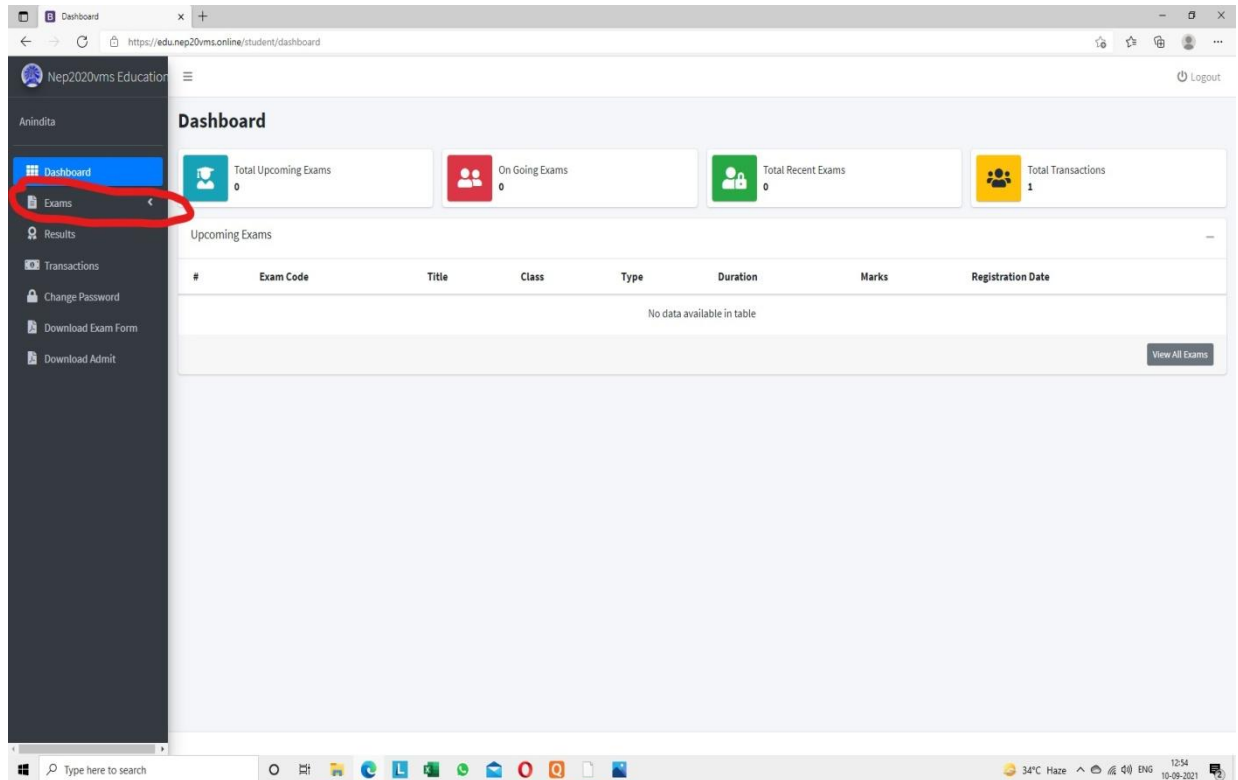 Dashboard
https://edu.nep20vms.online/student/dashboard
Nep2020vms Education
Logout
Anindita
Dashboard
Dashboard
Exams
Results
Transactions
Change Password
Download Exam Form
Download Admit
Total Upcoming Exams
0
On Going Exams
0
Total Recent Exams
0
Total Transactions
1
Upcoming Exams
# Exam Code Title Class Type Duration Marks Registration Date
No data available in table
View All Exams
Type here to search
34°C Haze ENG 12:54
10-09-2021